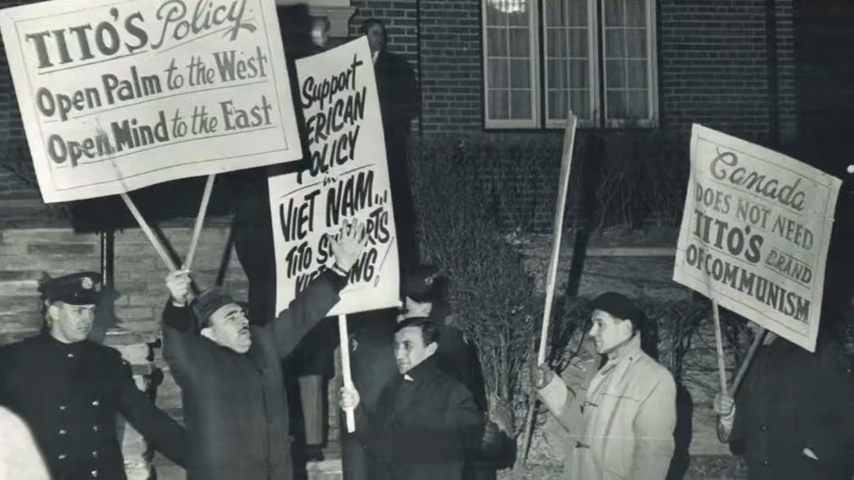 TITO'S Policy
Open Palm to the West
Open Mind to the East
Support
ERICAN
POLICY
in
VIET NAM...
TITO SUPPORTS
Canada
DOES NOT NEED
TITO'S BRAND
OF COMMUNISM